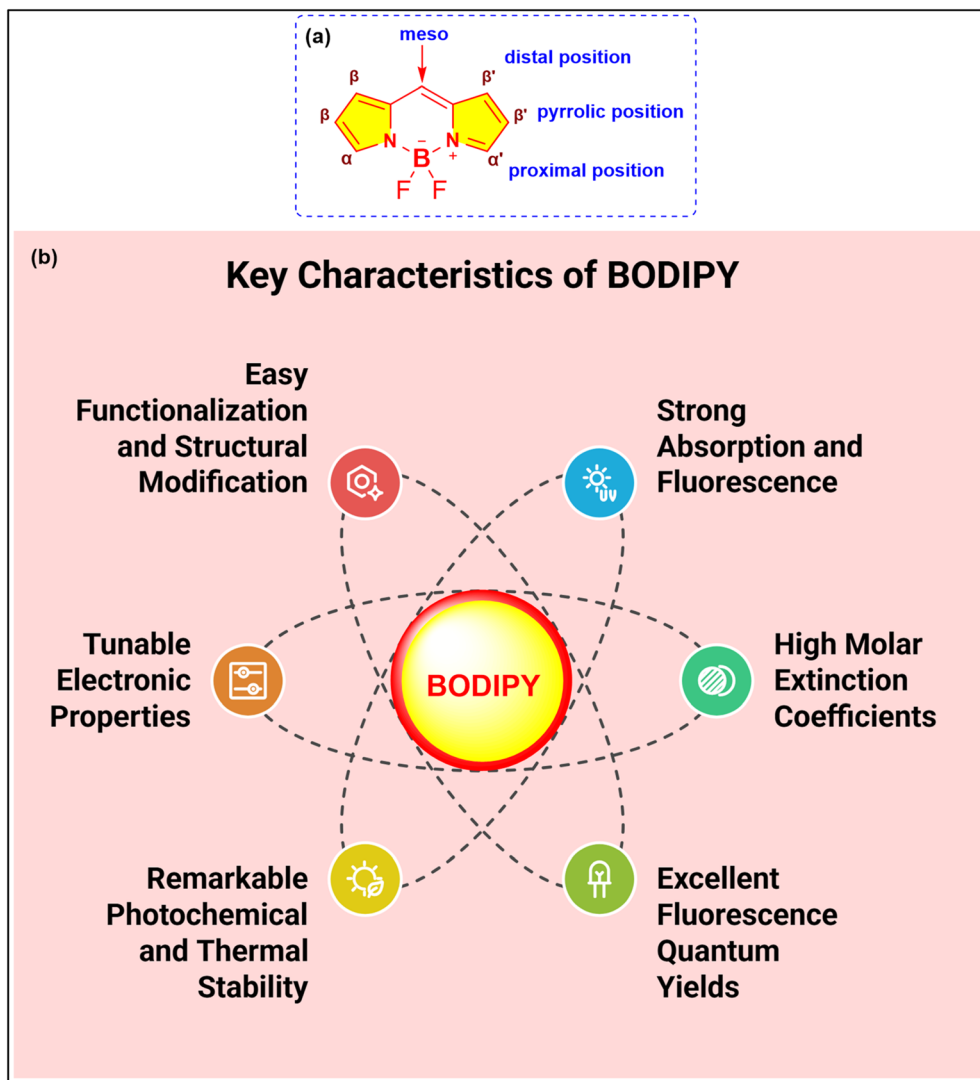 (a)
meso
distal position
β
β'
β
β'
pyrrolic position
N
N
−
+
B
α
α'
proximal position
F
F
(b)
Key Characteristics of BODIPY
Easy
Functionalization
and Structural
Modification
Strong
Absorption and
Fluorescence
UV
Tunable
Electronic
Properties
BODIPY
High Molar
Extinction
Coefficients
Remarkable
Photochemical
and Thermal
Stability
Excellent
Fluorescence
Quantum
Yields